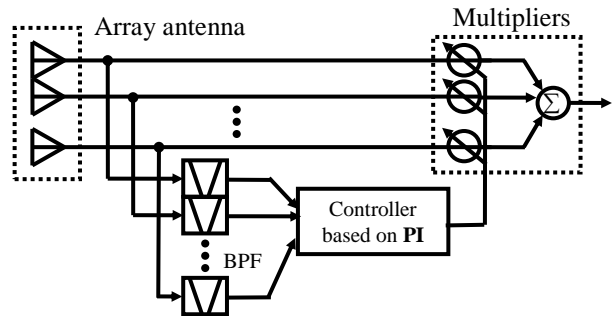 Array antenna
Multipliers
Σ
BPF
Controller
based on PI